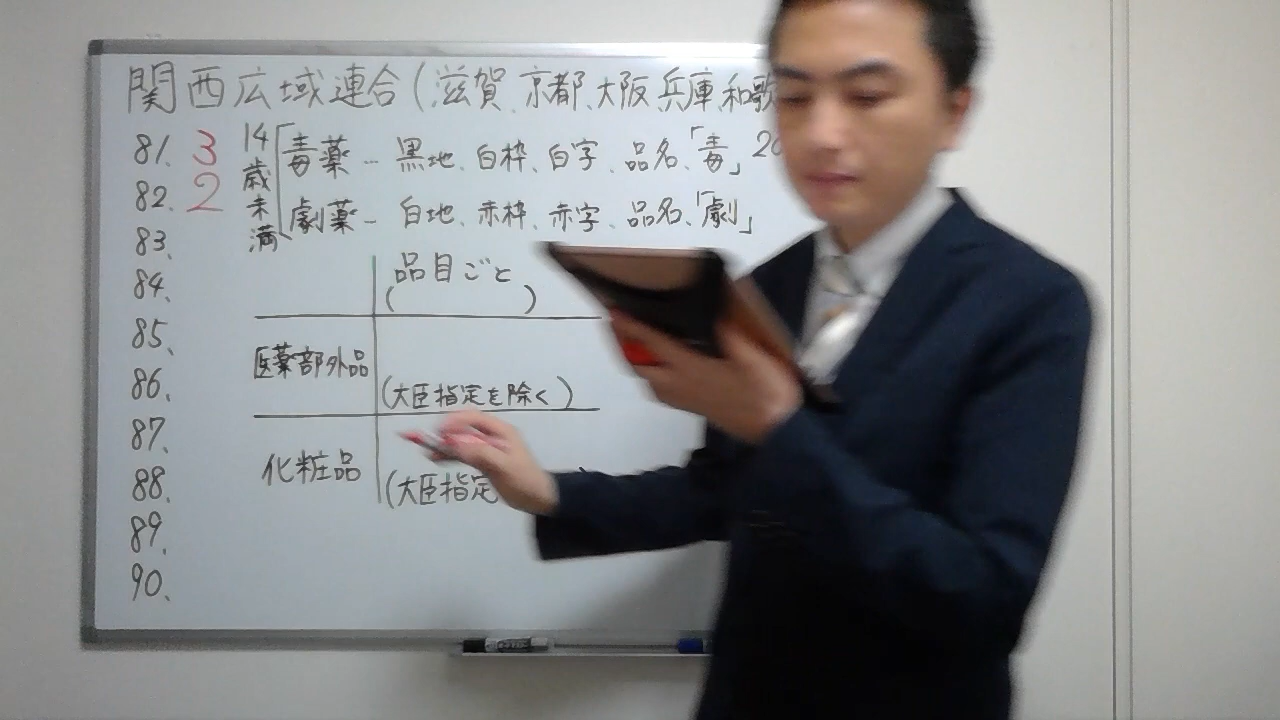 関西広域連合(滋賀、京都、大阪、兵庫、和歌
81、3
82、2
83、
84、
85、
86、
87、
88、
89、
90、
14歳未満
毒薬…黒地、白枠、白字、品名、「毒」20
劇薬…白地、赤枠、赤字、品名、「劇」
品目ごと
( )
医薬部外品
(大臣指定を除く)
化粧品
(大臣指定